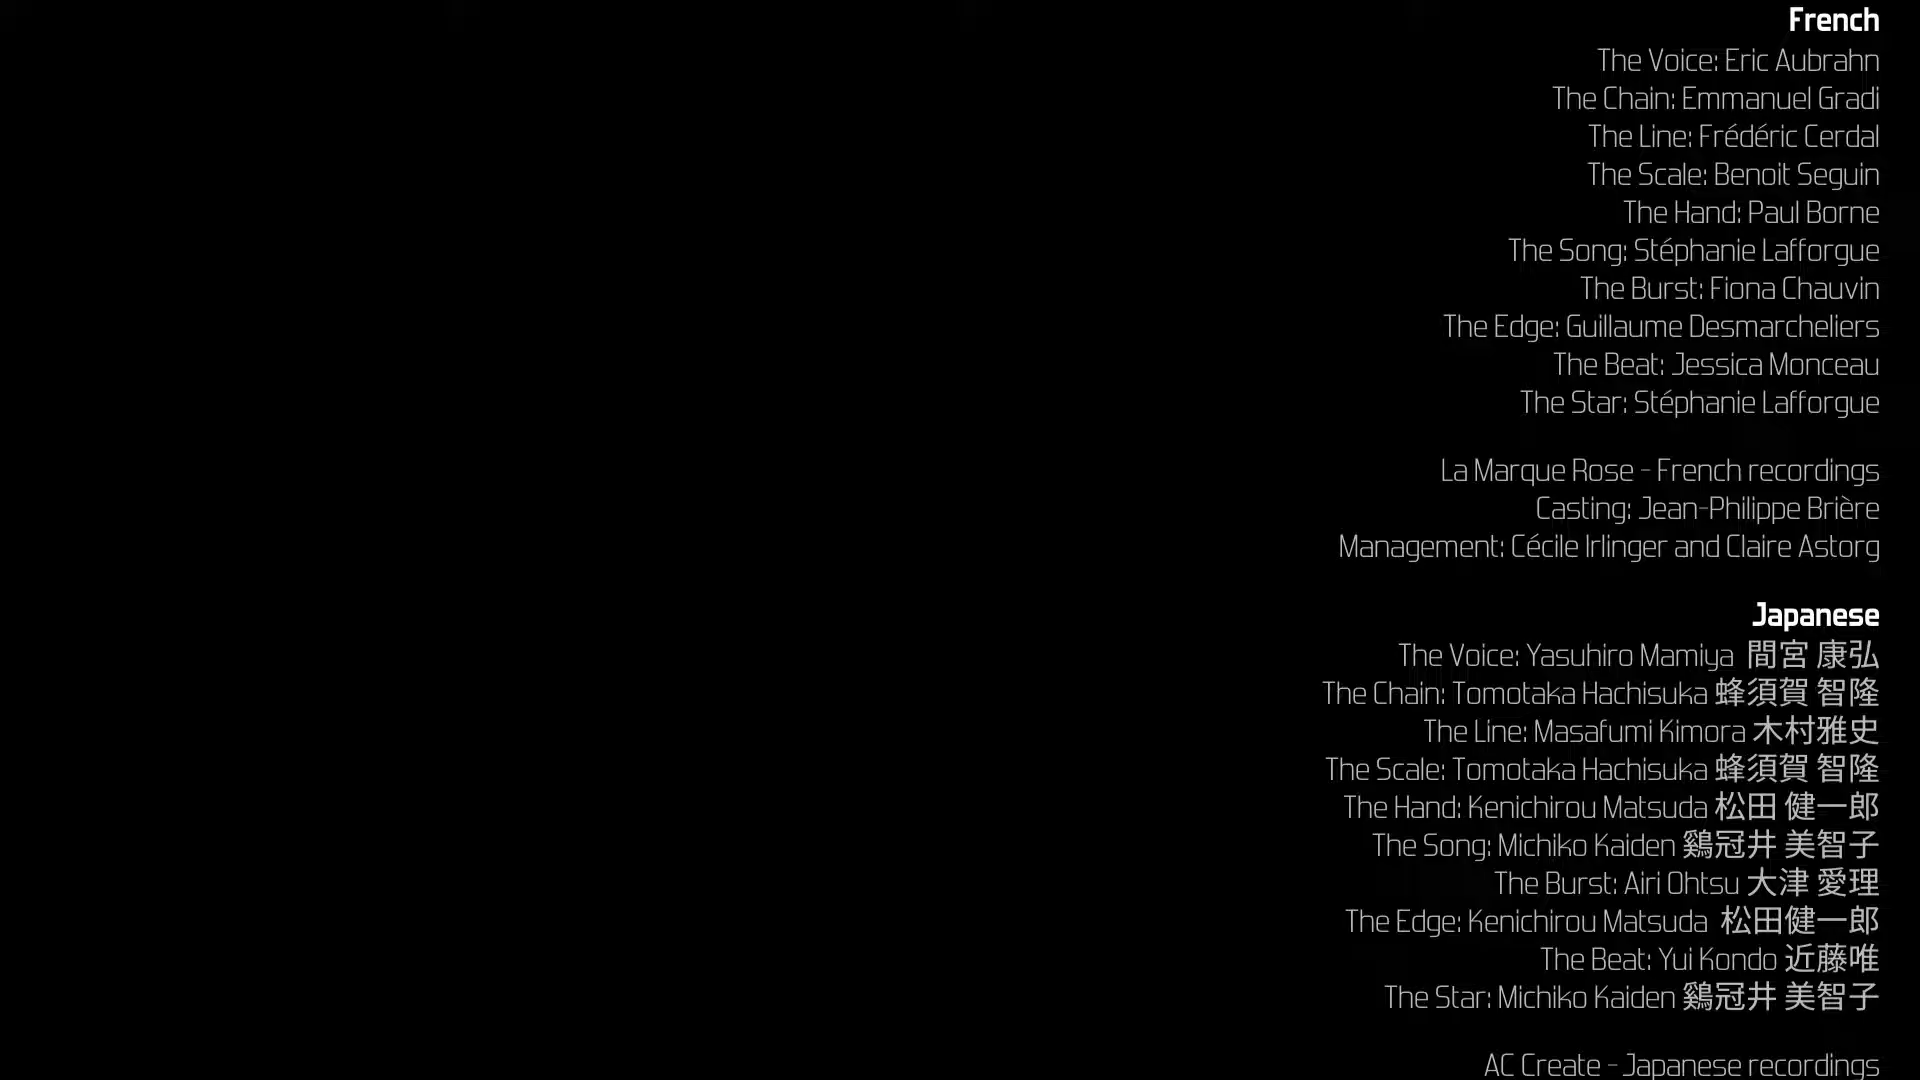 French
The Voice: Eric Aubrahn
The Chain: Emmanuel Gradi
The Line: Frédéric Cerdal
The Scale: Benoit Seguin
The Hand: Paul Borne
The Song: Stéphanie Lafforgue
The Burst: Fiona Chauvin
The Edge: Guillaume Desmarcheliers
The Beat: Jessica Monceau
The Star: Stéphanie Lafforgue
La Marque Rose - French recordings
Casting: Jean-Philippe Brière
Management: Cécile Irlinger and Claire Astorg
Japanese
The Voice: Yasuhiro Mamiya 間宮 康弘
The Chain: Tomotaka Hachisuka 蜂須賀 智隆
The Line: Masafumi Kimora 木村雅史
The Scale: Tomotaka Hachisuka 蜂須賀 智隆
The Hand: Kenichirou Matsuda 松田 健一郎
The Song: Michiko Kaiden 鷄冠井 美智子
The Burst: Airi Ohtsu 大津 愛理
The Edge: Kenichirou Matsuda 松田健一郎
The Beat: Yui Kondo 近藤唯
The Star: Michiko Kaiden 鷄冠井 美智子
AC Create - Japanese recordings